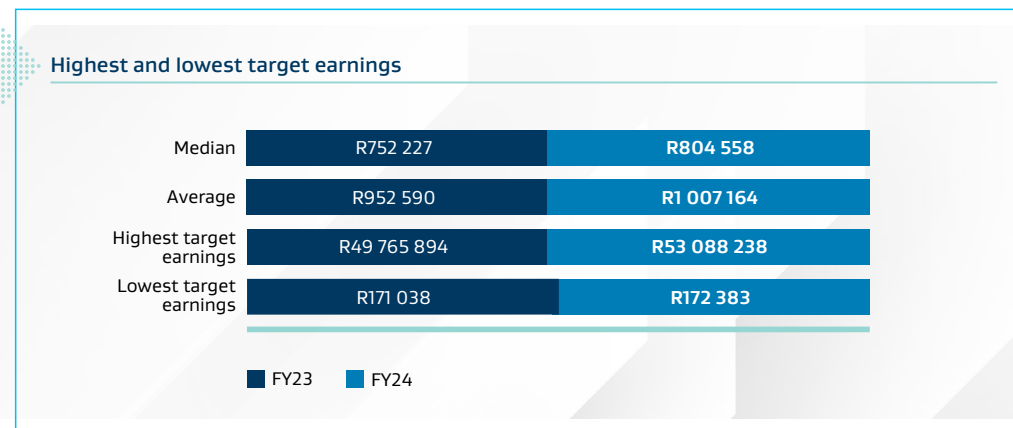 Highest and lowest target earnings
Median R752 227 R804 558
Average R952 590 R1 007 164
Highest target
earnings R49 765 894 R53 088 238
Lowest target
earnings R171 038 R172 383
FY23 FY24